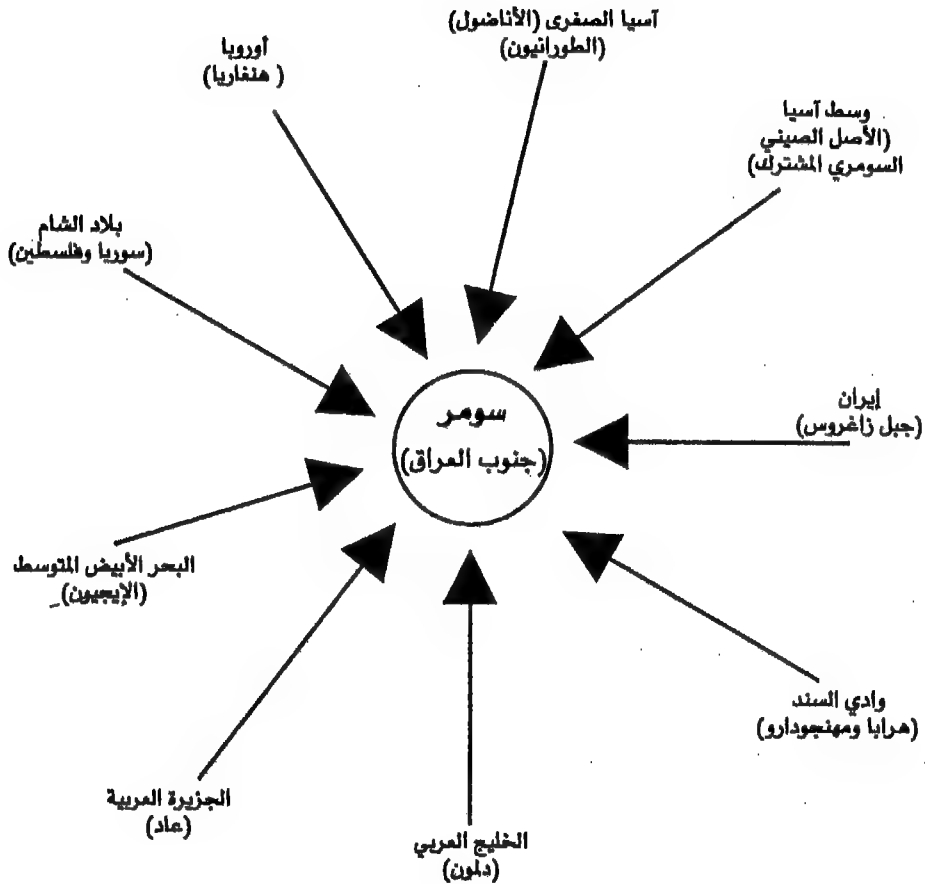 آسيا الصغرى (الأناضول)
(الطورانيون)
أوروبا
( هنغاريا)
وسط آسيا
(الأصل الصيني
السومري المشترك)
بلاد الشام
(سوريا وفلسطين)
سومر
(جنوب العراق)
إيران
(جبل زاغروس)
البحر الأبيض المتوسط
(الإيجيون)
وادي السند
(هرابا ومهنجودارو)
الجزيرة العربية
(عاد)
الخليج العربي
(دلمون)